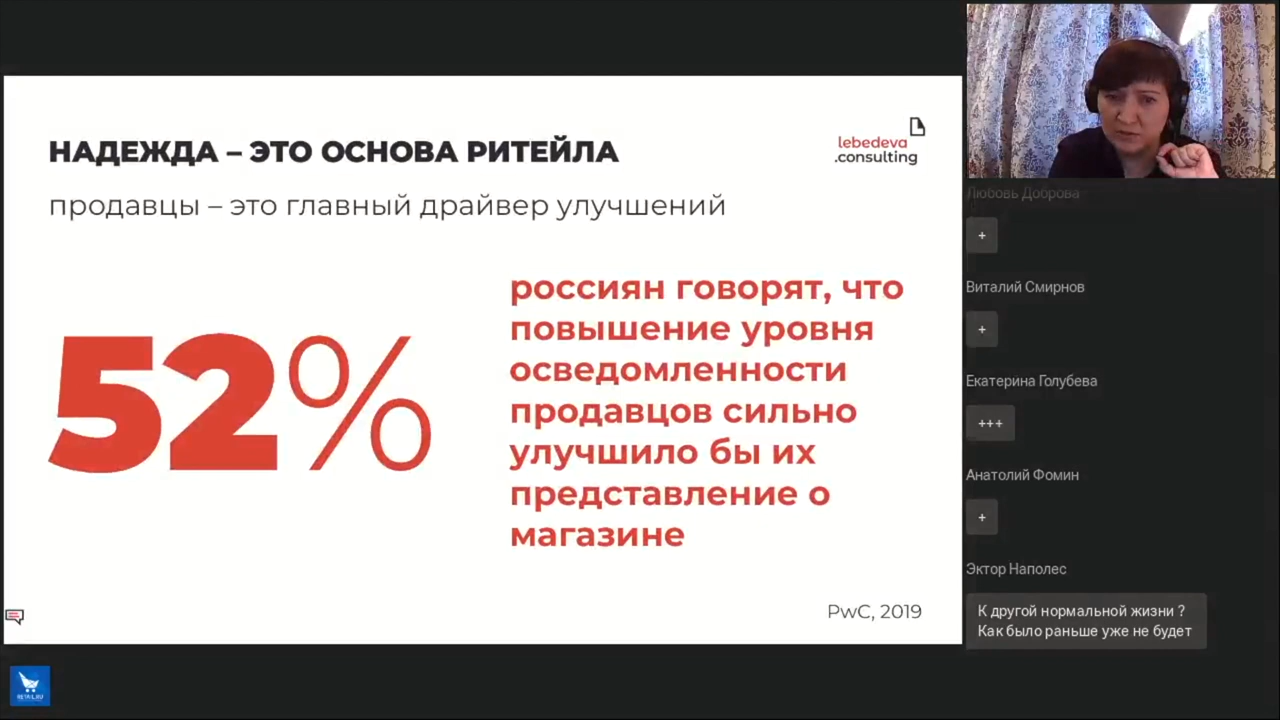 НАДЕЖДА – ЭТО ОСНОВА РИТЕЙЛА
lebedeva
.consulting
продавцы – это главный драйвер улучшений
52%
россиян говорят, что
повышение уровня
осведомленности
продавцов сильно
улучшило бы их
представление о
магазине
PwC, 2019
RETAIL.RU
Любовь Доброва
+
Виталий Смирнов
+
Екатерина Голубева
+++
Анатолий Фомин
+
Эктор Наполес
К другой нормальной жизни ?
Как было раньше уже не будет